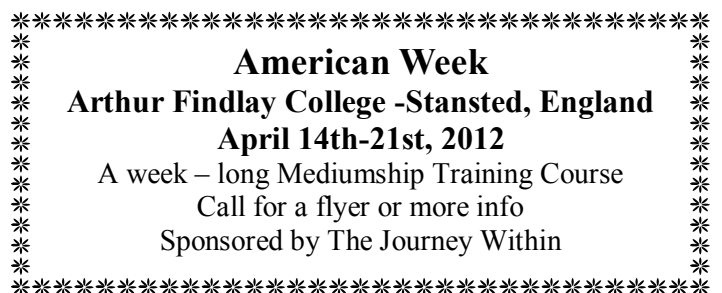 American Week
Arthur Findlay College -Stansted, England
April 14th-21st, 2012
A week – long Mediumship Training Course
Call for a flyer or more info
Sponsored by The Journey Within